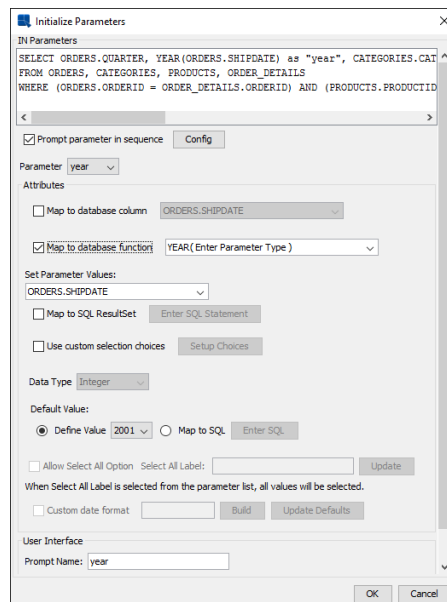 Initialize Parameters
IN Parameters
SELECT ORDERS.QUARTER, YEAR(ORDERS.SHIPDATE) as "year", CATEGORIES.CAT
FROM ORDERS, CATEGORIES, PRODUCTS, ORDER_DETAILS
WHERE (ORDERS.ORDERID = ORDER_DETAILS.ORDERID) AND (PRODUCTS.PRODUCTID
Prompt parameter in sequence Config
Parameter year
Attributes
Map to database column ORDERS.SHIPDATE
Map to database function YEAR( Enter Parameter Type )
Set Parameter Values:
ORDERS.SHIPDATE
Map to SQL ResultSet Enter SQL Statement
Use custom selection choices Setup Choices
Data Type Integer
Default Value:
Define Value 2001 Map to SQL Enter SQL
Allow Select All Option Select All Label: Update
When Select All Label is selected from the parameter list, all values will be selected.
Custom date format Build Update Defaults
User Interface
Prompt Name: year
OK Cancel